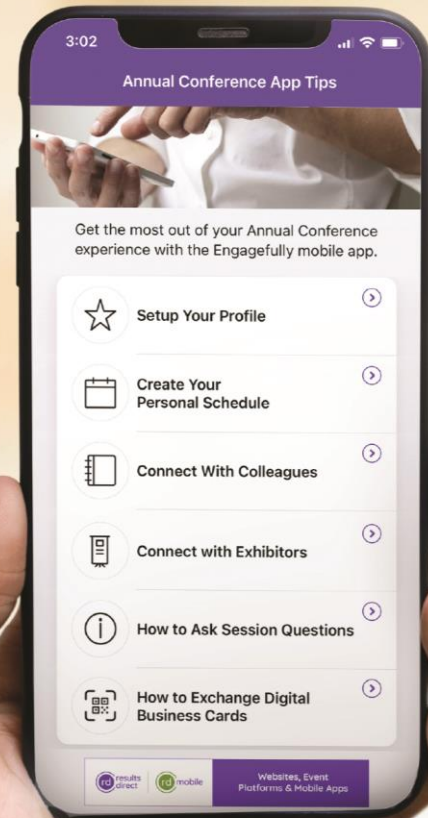 3:02
Annual Conference App Tips
Get the most out of your Annual Conference
experience with the Engagefully mobile app.
Setup Your Profile
Create Your
Personal Schedule
Connect With Colleagues
Connect with Exhibitors
How to Ask Session Questions
How to Exchange Digital
Business Cards
rd results
direct
rd mobile
Websites, Event
Platforms & Mobile Apps